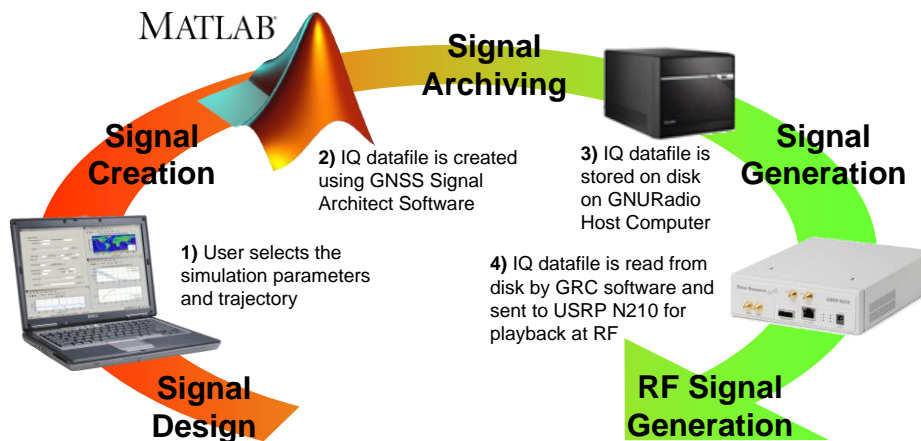 MATLAB®
Signal
Archiving
Signal
Creation
Signal
Generation
2) IQ datafile is created
using GNSS Signal
Architect Software
3) IQ datafile is
stored on disk
on GNURadio
Host Computer
1) User selects the
simulation parameters
and trajectory
4) IQ datafile is read from
disk by GRC software and
sent to USRP N210 for
playback at RF
USRP N210
Signal
Design
RF Signal
Generation